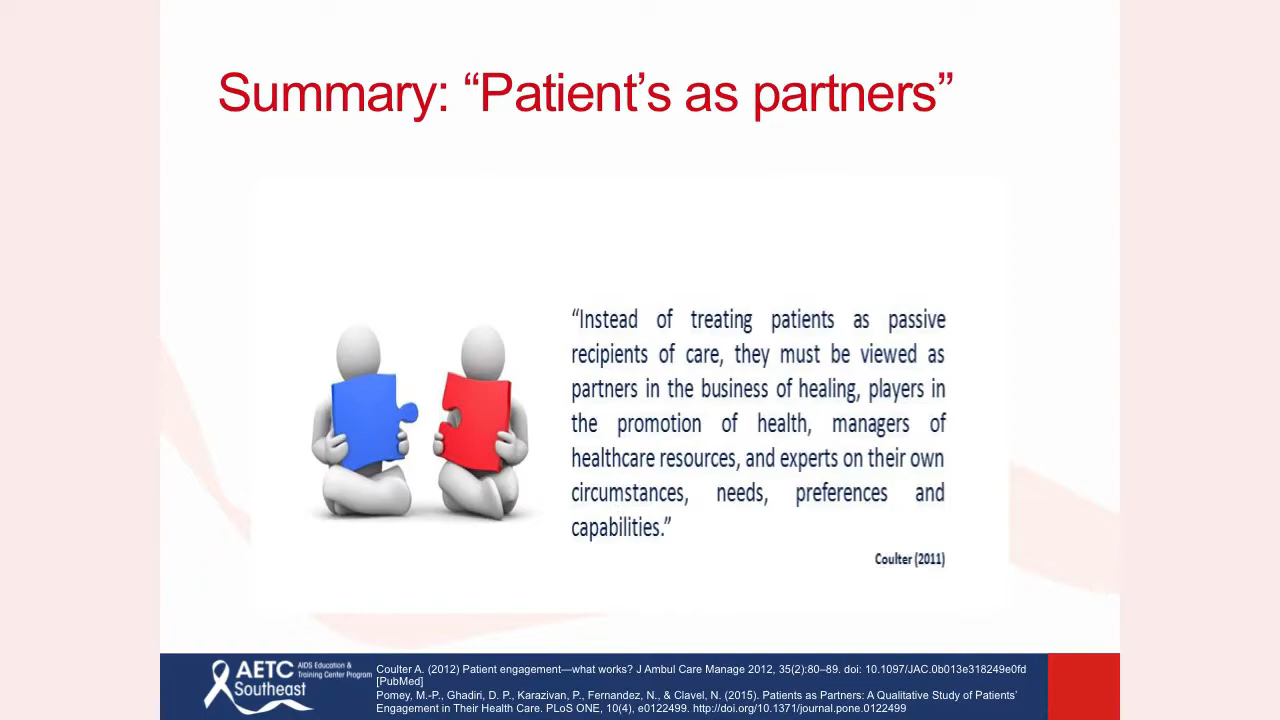 Summary: “Patient’s as partners”
“Instead of treating patients as passive
recipients of care, they must be viewed as
partners in the business of healing, players in
the promotion of health, managers of
healthcare resources, and experts on their own
circumstances, needs, preferences and
capabilities.”
Coulter (2011)
AETC AIDS Education &
Training Center Program
Southeast
Coulter A. (2012) Patient engagement—what works? J Ambul Care Manage 2012, 35(2):80–89. doi: 10.1097/JAC.0b013e318249e0fd
[PubMed]
Pomey, M.-P., Ghadiri, D. P., Karazivan, P., Fernandez, N., & Clavel, N. (2015). Patients as Partners: A Qualitative Study of Patients’
Engagement in Their Health Care. PLoS ONE, 10(4), e0122499. http://doi.org/10.1371/journal.pone.0122499